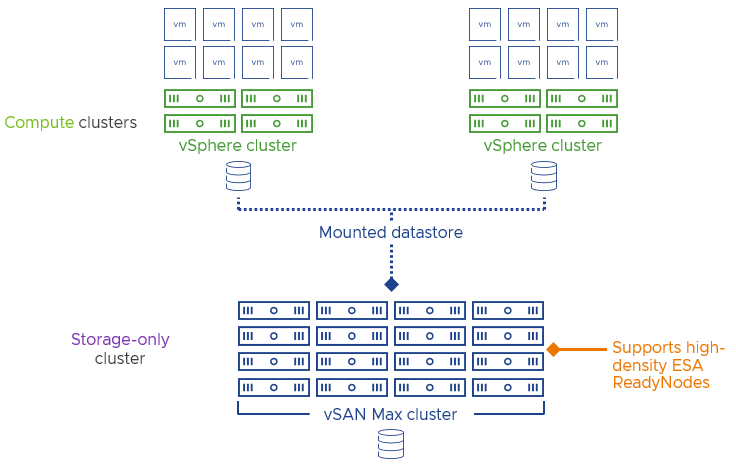 vm vm vm vm vm vm vm vm
vm vm vm vm vm vm vm vm
Compute clusters
vSphere cluster vSphere cluster
Mounted datastore
Storage-only
cluster
Supports high-
density ESA
ReadyNodes
vSAN Max cluster